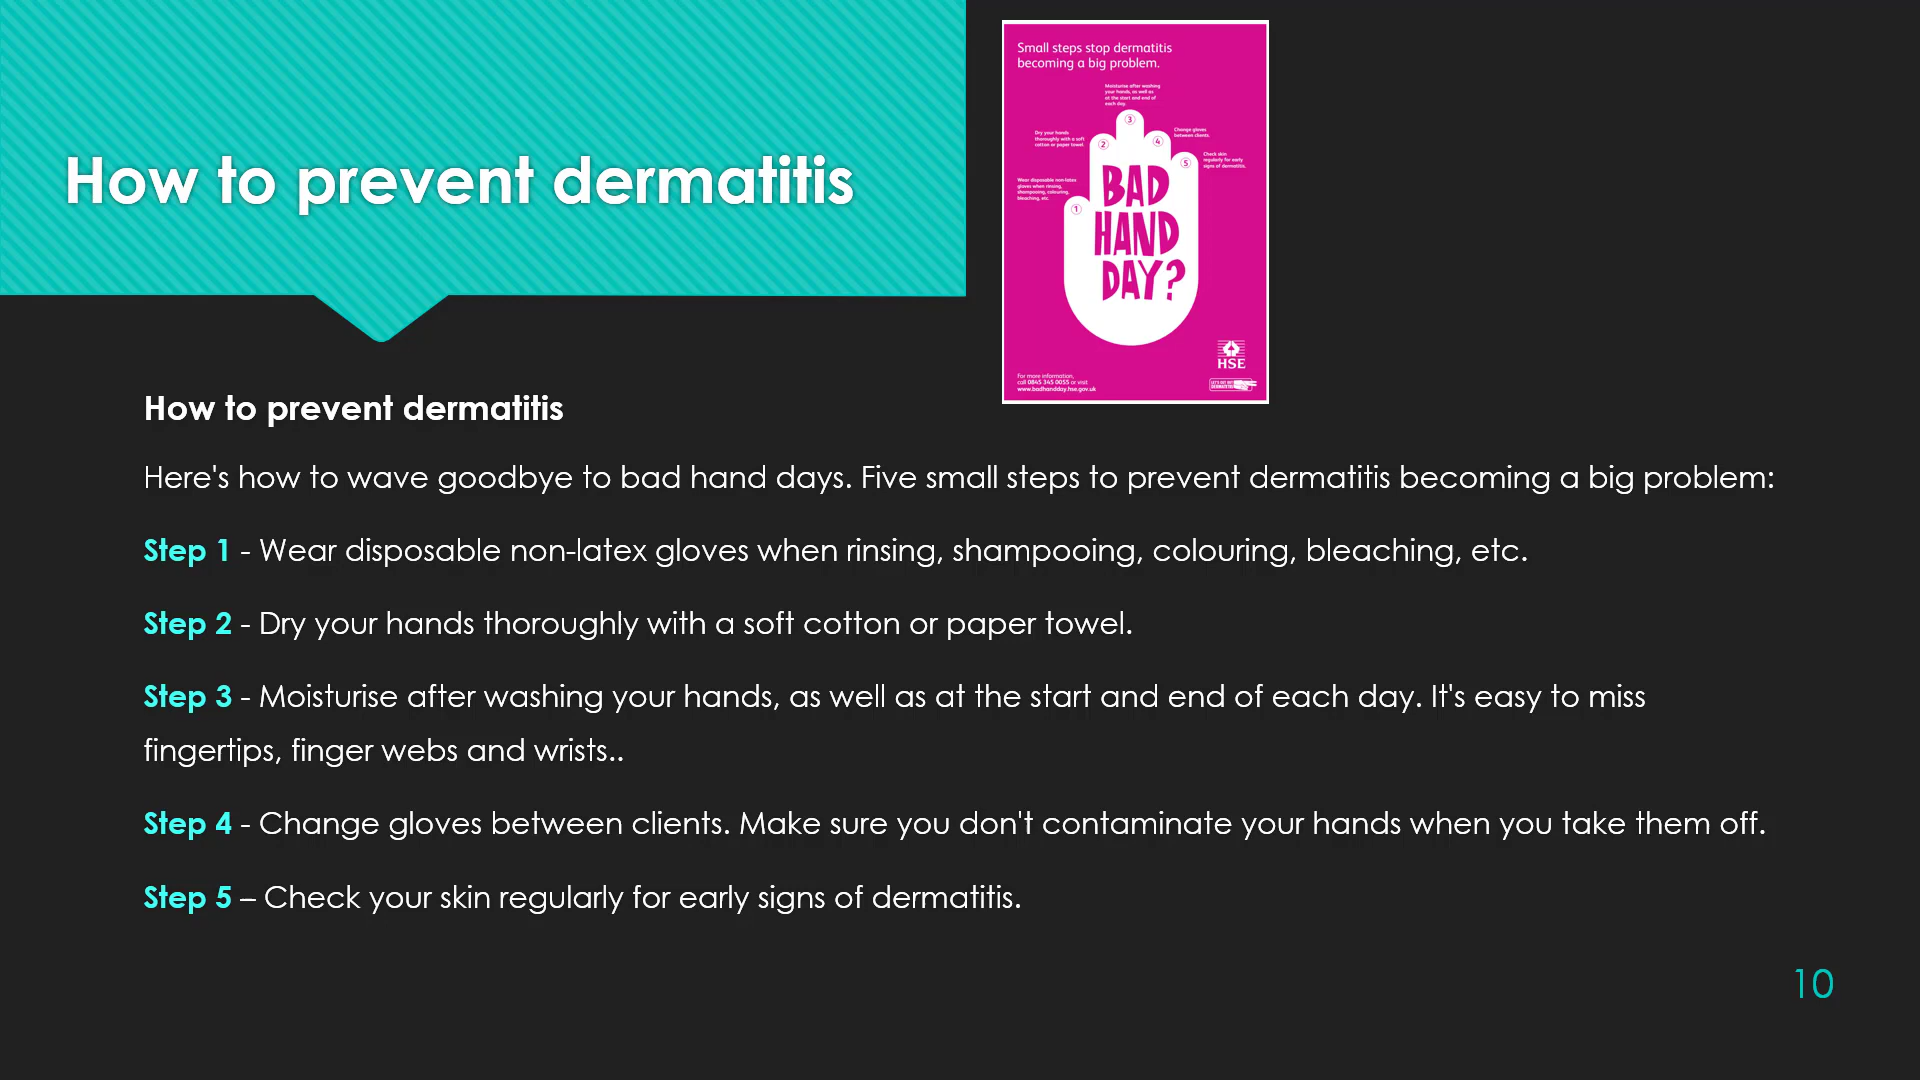 How to prevent dermatitis
Small steps stop dermatitis
becoming a big problem.
Moisturise after washing
your hands, as well as
at the start and end of
each day.
Dry your hands
thoroughly with a soft
cotton or paper towel.
Change gloves
between clients.
Check skin
regularly for early
signs of dermatitis.
Wear disposable non-latex
gloves when rinsing,
shampooing, colouring,
bleaching, etc.
1
2
3
4
5
BAD
HAND
DAY?
HSE
For more information,
call 0845 345 0055 or visit
www.badhandday.hse.gov.uk
How to prevent dermatitis
Here's how to wave goodbye to bad hand days. Five small steps to prevent dermatitis becoming a big problem:
Step 1 - Wear disposable non-latex gloves when rinsing, shampooing, colouring, bleaching, etc.
Step 2 - Dry your hands thoroughly with a soft cotton or paper towel.
Step 3 - Moisturise after washing your hands, as well as at the start and end of each day. It's easy to miss
fingertips, finger webs and wrists..
Step 4 - Change gloves between clients. Make sure you don't contaminate your hands when you take them off.
Step 5 – Check your skin regularly for early signs of dermatitis.
10